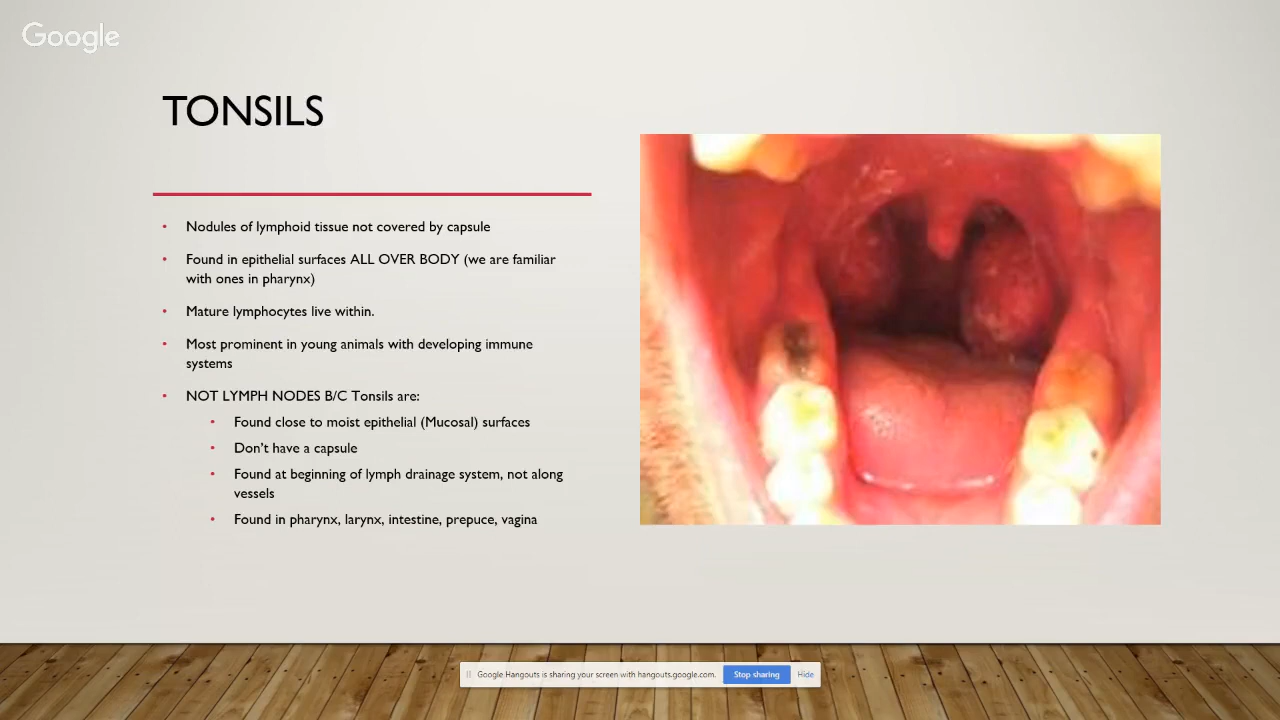 Google
TONSILS
• Nodules of lymphoid tissue not covered by capsule
• Found in epithelial surfaces ALL OVER BODY (we are familiar
with ones in pharynx)
• Mature lymphocytes live within.
• Most prominent in young animals with developing immune
systems
• NOT LYMPH NODES B/C Tonsils are:
• Found close to moist epithelial (Mucosal) surfaces
• Don't have a capsule
• Found at beginning of lymph drainage system, not along
vessels
• Found in pharynx, larynx, intestine, prepuce, vagina
Google Hangouts is sharing your screen with hangouts.google.com. Stop sharing Hide